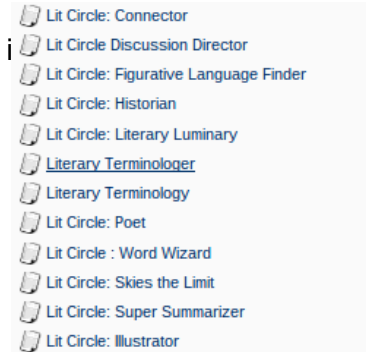 Lit Circle: Connector
i Lit Circle Discussion Director
Lit Circle: Figurative Language Finder
Lit Circle: Historian
Lit Circle: Literary Luminary
Literary Terminologer
Literary Terminology
Lit Circle: Poet
Lit Circle : Word Wizard
Lit Circle: Skies the Limit
Lit Circle: Super Summarizer
Lit Circle: Illustrator